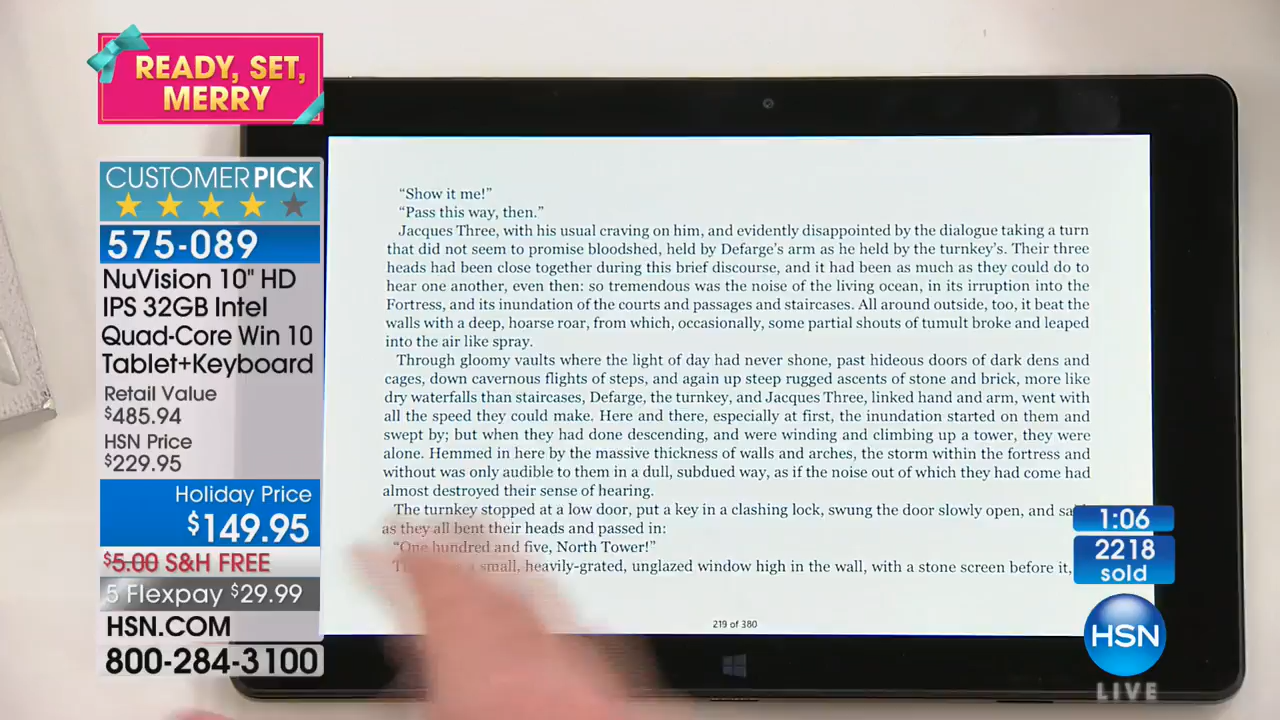 READY, SET,
MERRY
CUSTOMER PICK
575-089
NuVision 10" HD
IPS 32GB Intel
Quad-Core Win 10
Tablet+Keyboard
Retail Value
$485.94
HSN Price
$229.95
Holiday Price
$149.95
$5.00 S&H FREE
5 Flexpay $29.99
HSN.COM
800-284-3100
“Show it me!”
“Pass this way, then.”
Jacques Three, with his usual craving on him, and evidently disappointed by the dialogue taking a turn
that did not seem to promise bloodshed, held by Defarge’s arm as he held by the turnkey’s. Their three
heads had been close together during this brief discourse, and it had been as much as they could do to
hear one another, even then: so tremendous was the noise of the living ocean, in its irruption into the
Fortress, and its inundation of the courts and passages and staircases. All around outside, too, it beat the
walls with a deep, hoarse roar, from which, occasionally, some partial shouts of tumult broke and leaped
into the air like spray.
Through gloomy vaults where the light of day had never shone, past hideous doors of dark dens and
cages, down cavernous flights of steps, and again up steep rugged ascents of stone and brick, more like
dry waterfalls than staircases, Defarge, the turnkey, and Jacques Three, linked hand and arm, went with
all the speed they could make. Here and there, especially at first, the inundation started on them and
swept by; but when they had done descending, and were winding and climbing up a tower, they were
alone. Hemmed in here by the massive thickness of walls and arches, the storm within the fortress and
without was only audible to them in a dull, subdued way, as if the noise out of which they had come had
almost destroyed their sense of hearing.
The turnkey stopped at a low door, put a key in a clashing lock, swung the door slowly open, and
as they all bent their heads and passed in:
“One hundred and five, North Tower!”
small, heavily-grated, unglazed window high in the wall, with a stone screen before it,
219 of 380
1:06
2218
sold
HSN
LIVE